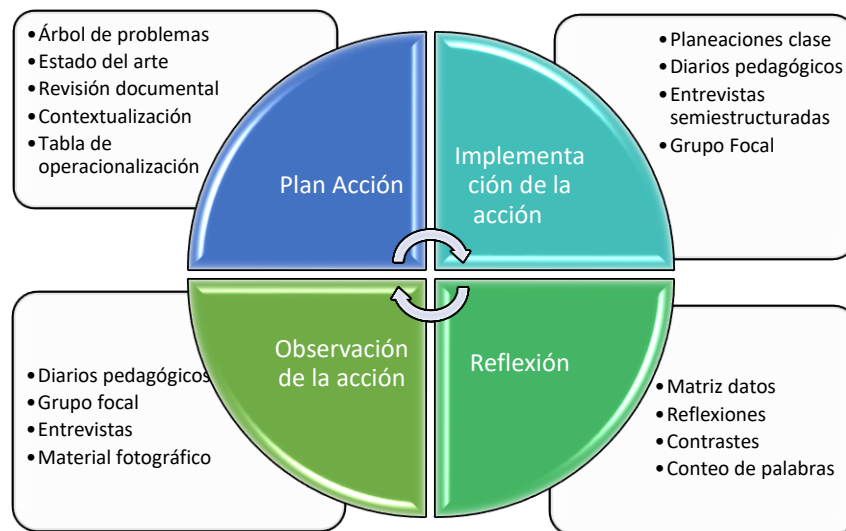 • Árbol de problemas
• Estado del arte
• Revisión documental
• Contextualización
• Tabla de
operacionalización
Plan Acción
• Planeaciones clase
• Diarios pedagógicos
• Entrevistas
semiestructuradas
• Grupo Focal
Implementa
ción de la
acción
• Diarios pedagógicos
• Grupo focal
• Entrevistas
• Material fotográfico
Observación
de la acción
Reflexión
• Matriz datos
• Reflexiones
• Contrastes
• Conteo de palabras